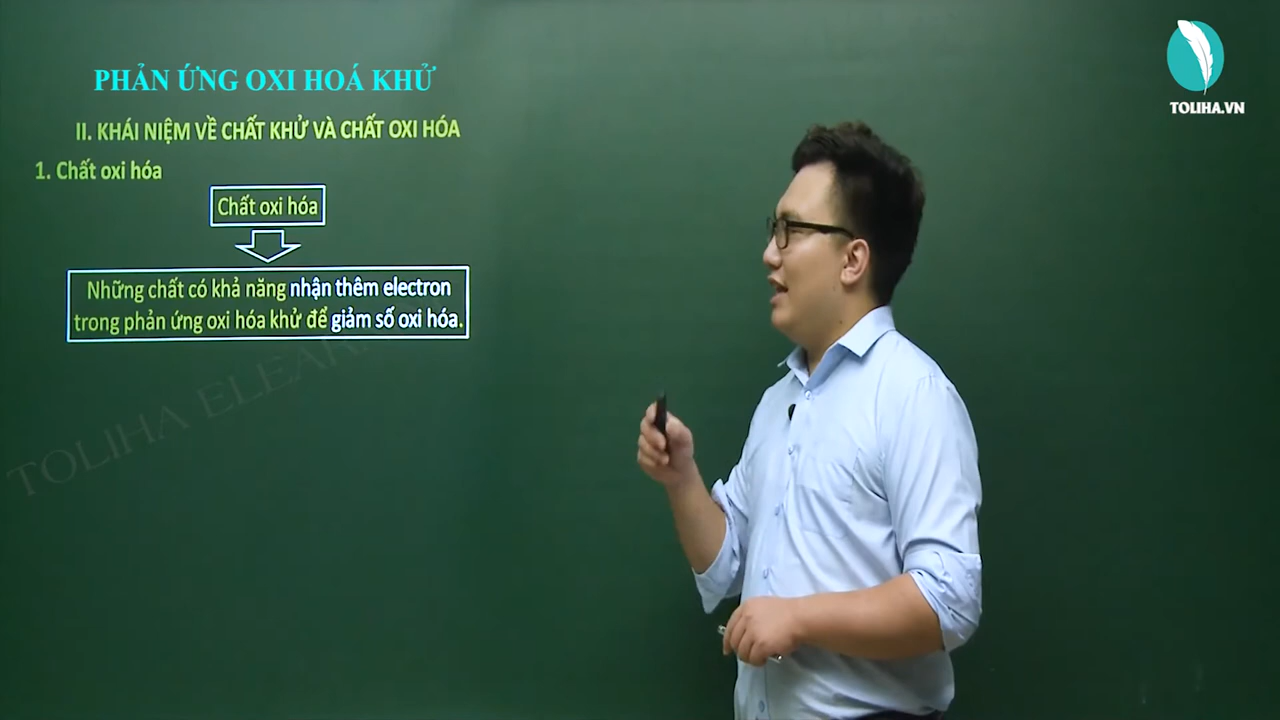 PHẢN ỨNG OXI HOÁ KHỬ
II. KHÁI NIỆM VỀ CHẤT KHỬ VÀ CHẤT OXI HÓA
1. Chất oxi hóa
Chất oxi hóa
Những chất có khả năng nhận thêm electron
trong phản ứng oxi hóa khử để giảm số oxi hóa.
TOLIHA.VN
TOLIHA